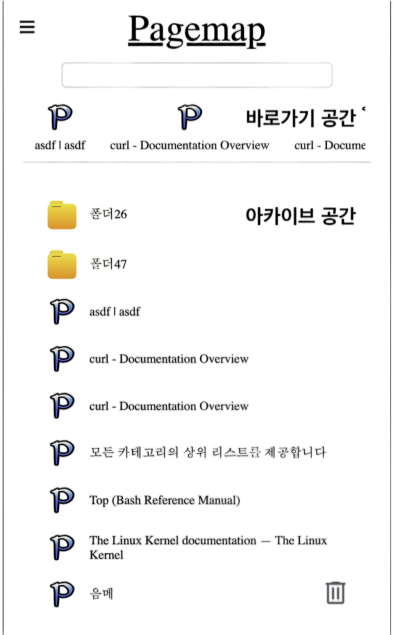 Pagemap
바로가기 공간
asdf | asdf
curl - Documentation Overview
curl - Docume
폴더26
아카이브 공간
폴더47
asdf | asdf
curl - Documentation Overview
curl - Documentation Overview
모든 카테고리의 상위 리스트를 제공합니다
Top (Bash Reference Manual)
The Linux Kernel documentation — The Linux
Kernel
음메